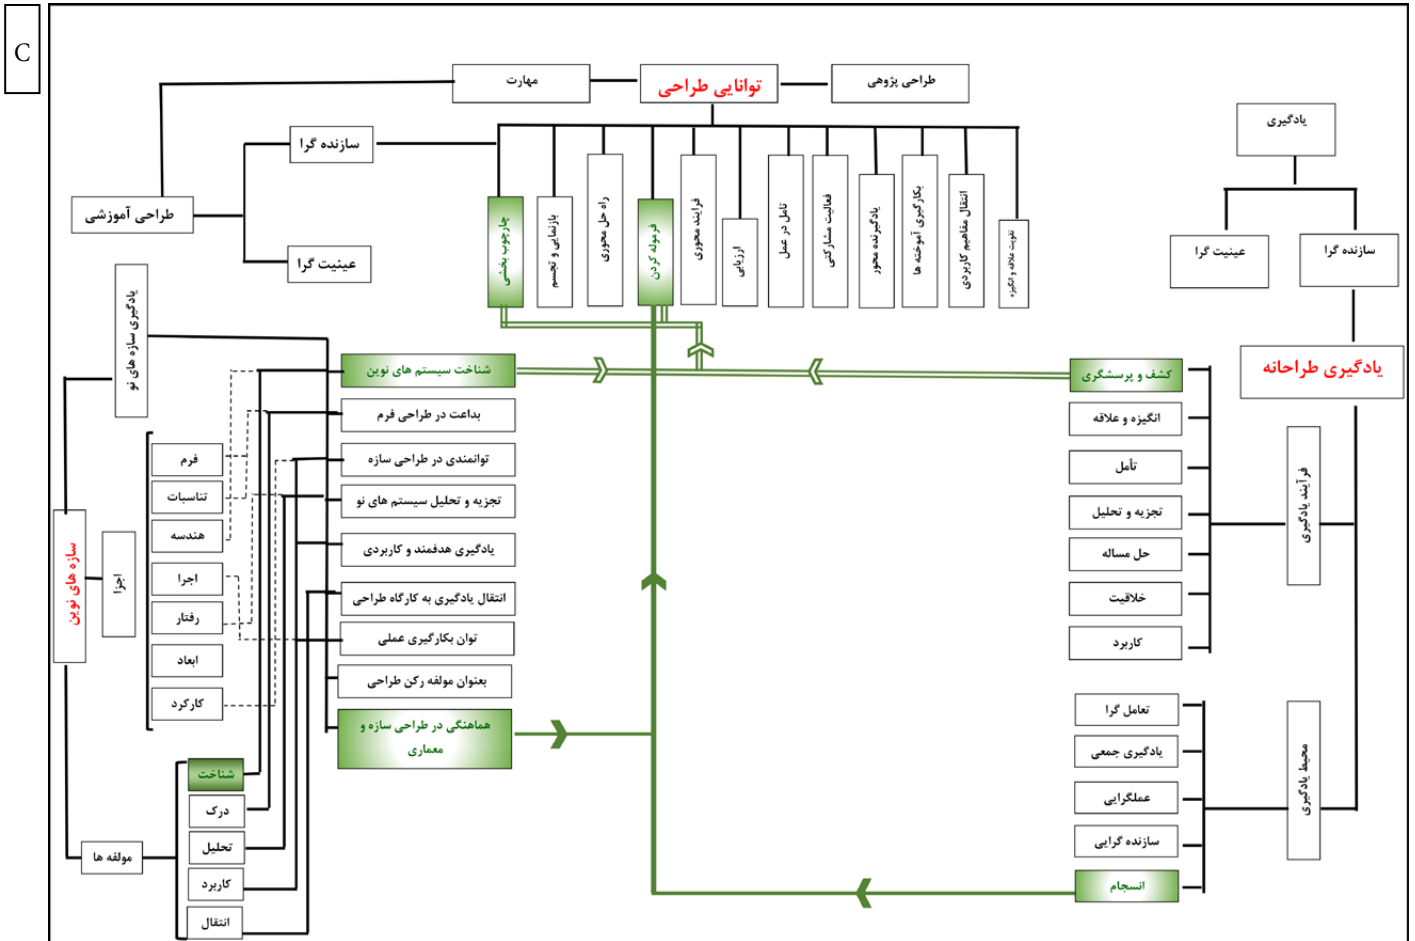 C
توانایی طراحی
طراحی پژوهی
مهارت
سازنده گرا
طراحی آموزشی
عینیت گرا
چارچوب بخشی
بازنمایی و تجسم
راه حل محوری
فرموله کردن
فرایند محوری
ارزیابی
تامل در عمل
فعالیت مشارکتی
یادگیرنده محور
بکارگیری آموخته ها
انتقال مفاهیم کاربردی
تقویت علاقه و انگیزه
یادگیری
سازنده گرا
عینیت گرا
یادگیری طراحانه
فرآیند یادگیری
کشف و پرسشگری
انگیزه و علاقه
تأمل
تجزیه و تحلیل
حل مساله
خلاقیت
کاربرد
محیط یادگیری
تعامل گرا
یادگیری جمعی
عملگرایی
سازنده گرایی
انسجام
یادگیری سازه های نو
شناخت سیستم های نوین
بداعت در طراحی فرم
توانمندی در طراحی سازه
تجزیه و تحلیل سیستم های نو
یادگیری هدفمند و کاربردی
انتقال یادگیری به کارگاه طراحی
توان بکارگیری عملی
بعنوان مولفه رکن طراحی
هماهنگی در طراحی سازه و
معماری
سازه های نوین
اجزا
فرم
تناسبات
هندسه
اجرا
رفتار
ابعاد
کارکرد
مولفه ها
شناخت
درک
تحلیل
کاربرد
انتقال